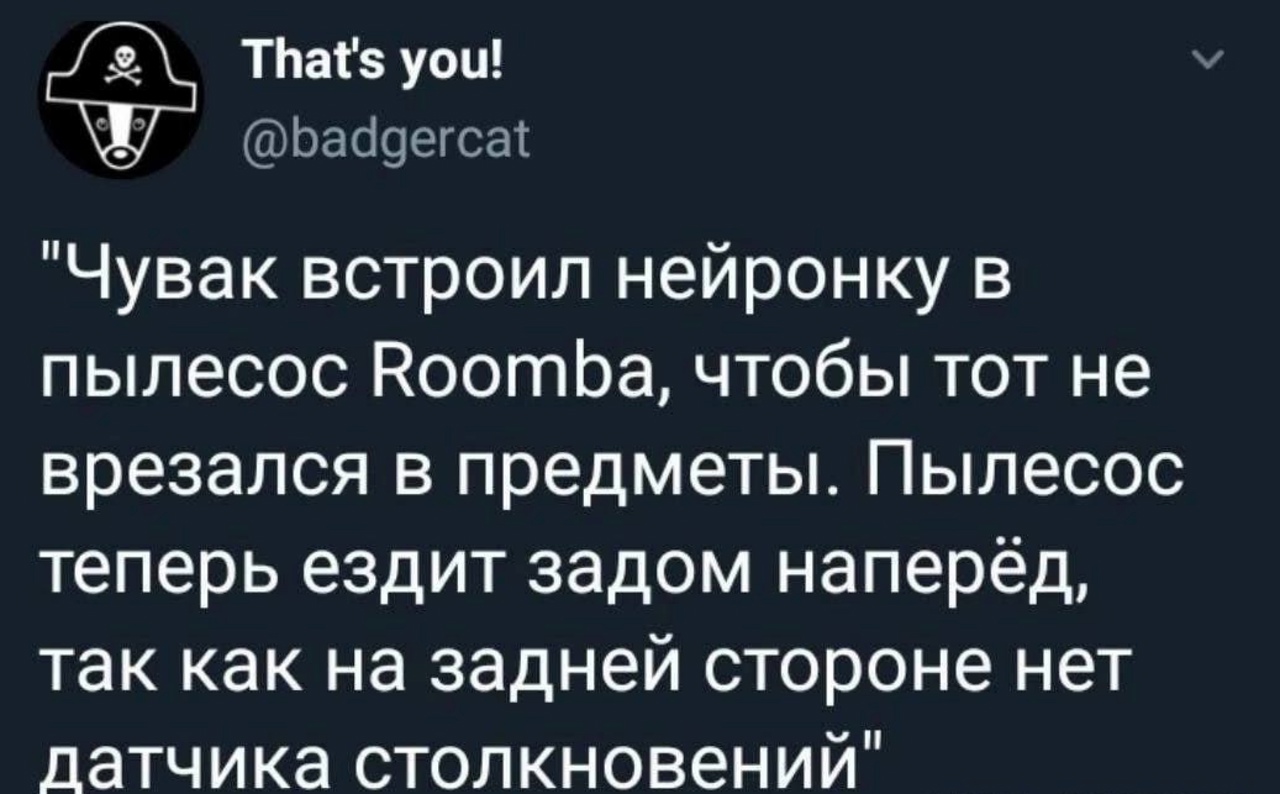 That's you!
@badgercat
"Чувак встроил нейронку в
пылесос Roomba, чтобы тот не
врезался в предметы. Пылесос
теперь ездит задом наперёд,
так как на задней стороне нет
датчика столкновений"